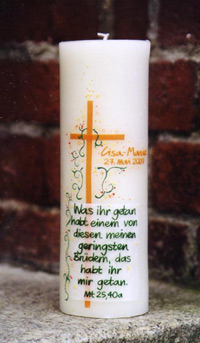 Lisa-Marie
27. Mai 2007
Was ihr getan
habt einem von
diesen meinen
geringsten
Brüdern, das
habt ihr
mir getan.
Mt 25,40a